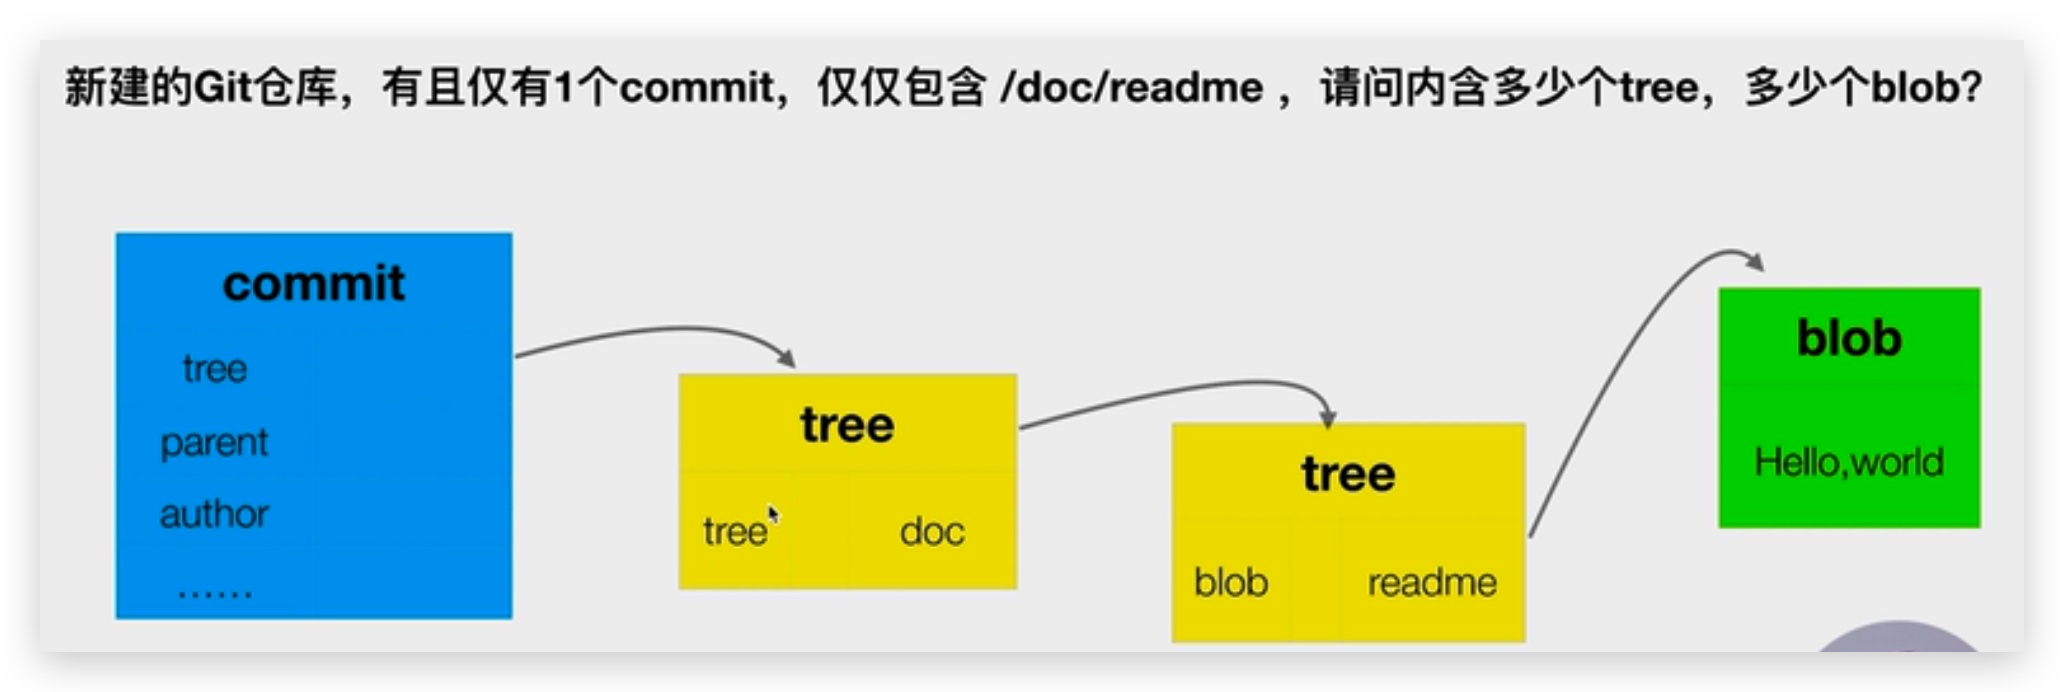 新建的Git仓库，有且仅有1个commit，仅仅包含 /doc/readme ，请问内含多少个tree，多少个blob？
commit
tree
parent
author
......
tree
tree doc
tree
blob readme
blob
Hello,world